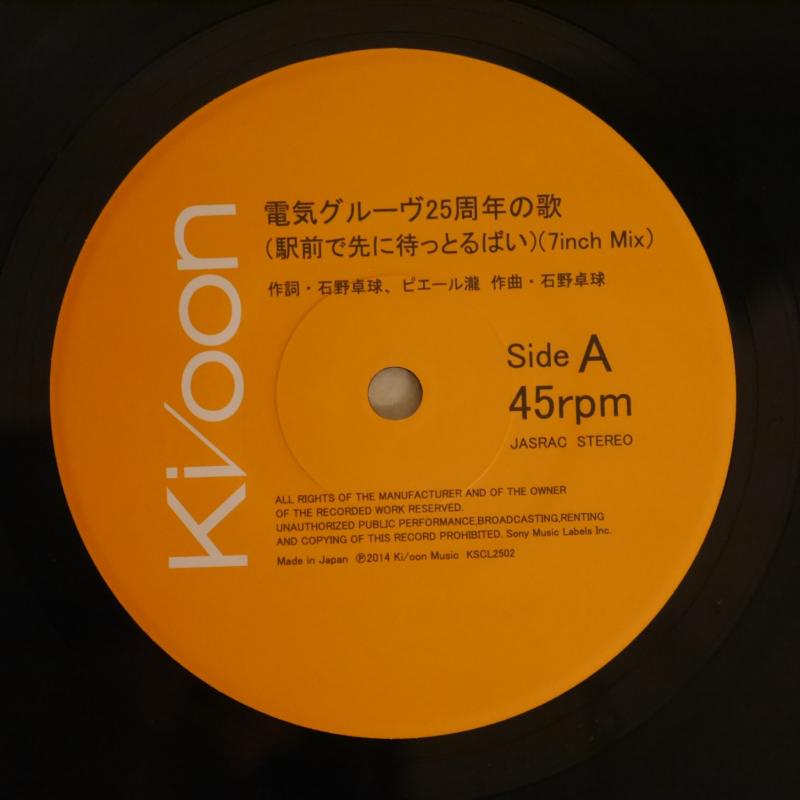 Ki/oon
電気グルーヴ25周年の歌
(駅前で先に待っとるばい)(7inch Mix)
作詞・石野卓球、ピエール瀧 作曲・石野卓球
Side A
45rpm
JASRAC STEREO
ALL RIGHTS OF THE MANUFACTURER AND OF THE OWNER
OF THE RECORDED WORK RESERVED.
UNAUTHORIZED PUBLIC PERFORMANCE,BROADCASTING,RENTING
AND COPYING OF THIS RECORD PROHIBITED. Sony Music Labels Inc.
Made in Japan ℗2014 Ki/oon Music KSCL2502